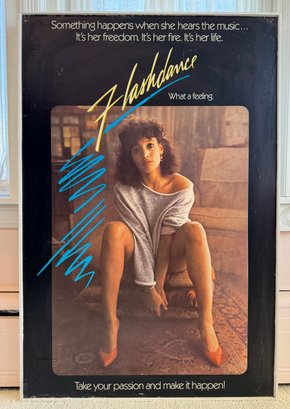 Something happens when she hears the music...
It's her freedom. It's her fire. It's her life.
Flashdance
What a feeling.
Take your passion and make it happen!